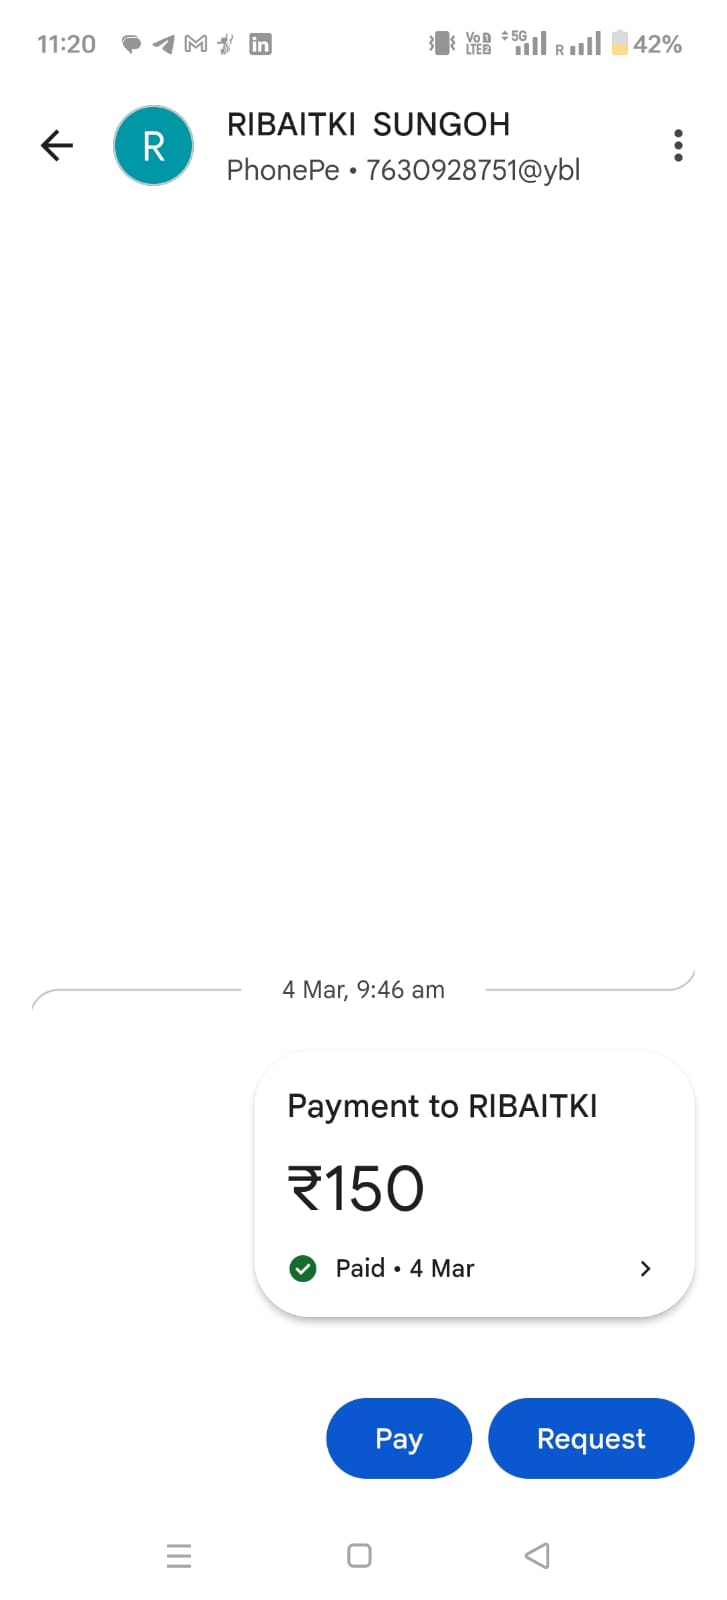 11:20 Vo LTE 2 5G R 42%
R
RIBAITKI SUNGOH
PhonePe • 7630928751@ybl
4 Mar, 9:46 am
Payment to RIBAITKI
₹150
Paid • 4 Mar
Pay Request